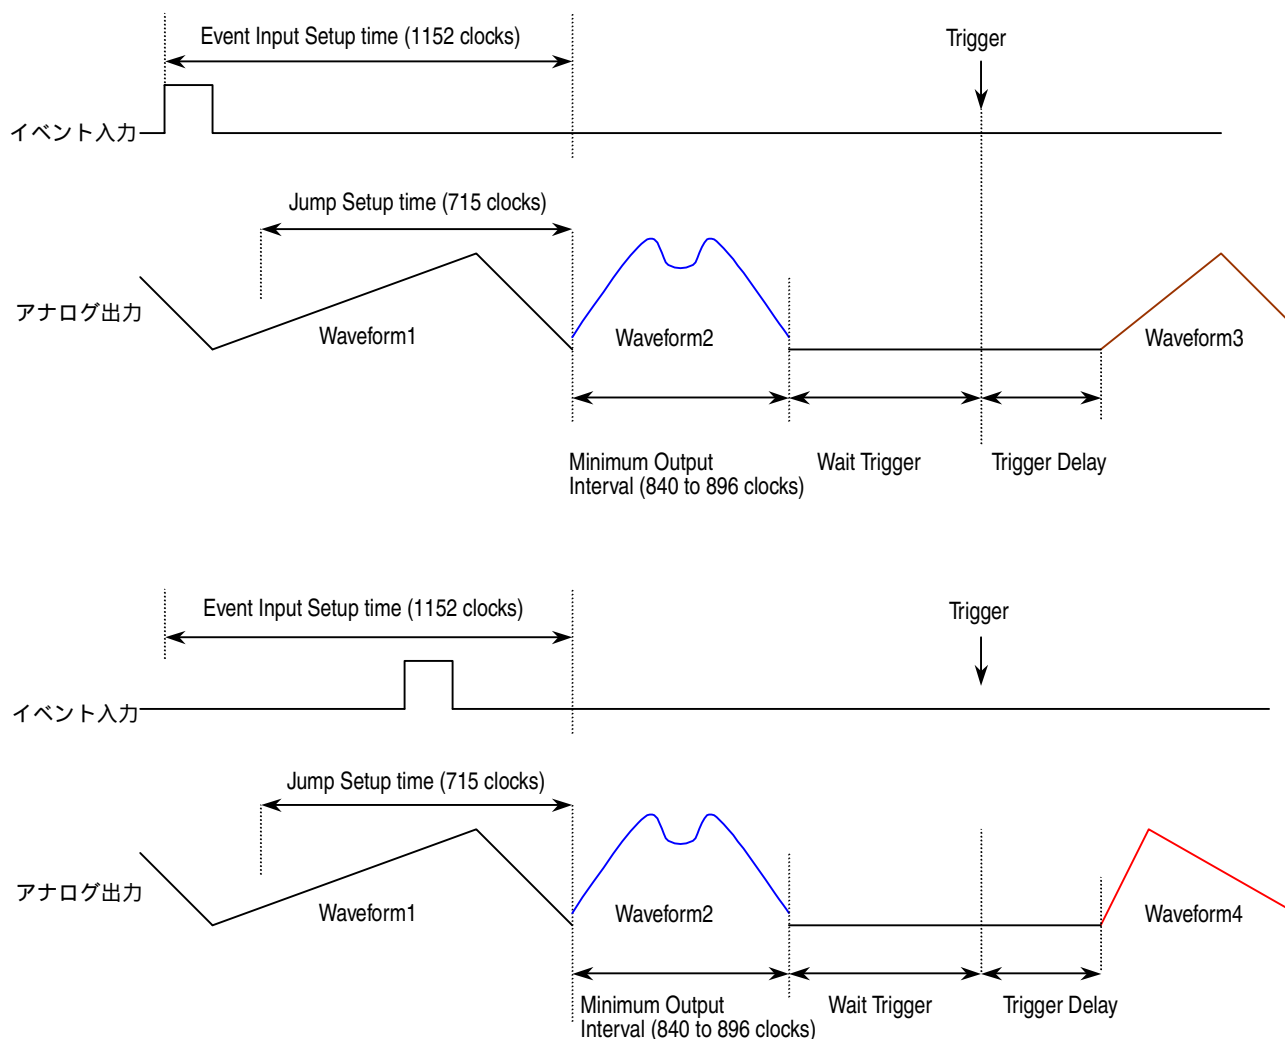 Event Input Setup time (1152 clocks)
Trigger
イベント入力
Jump Setup time (715 clocks)
アナログ出力
Waveform1
Waveform2
Waveform3
Minimum Output
Interval (840 to 896 clocks)
Wait Trigger
Trigger Delay
Event Input Setup time (1152 clocks)
Trigger
イベント入力
Jump Setup time (715 clocks)
アナログ出力
Waveform1
Waveform2
Waveform4
Minimum Output
Interval (840 to 896 clocks)
Wait Trigger
Trigger Delay